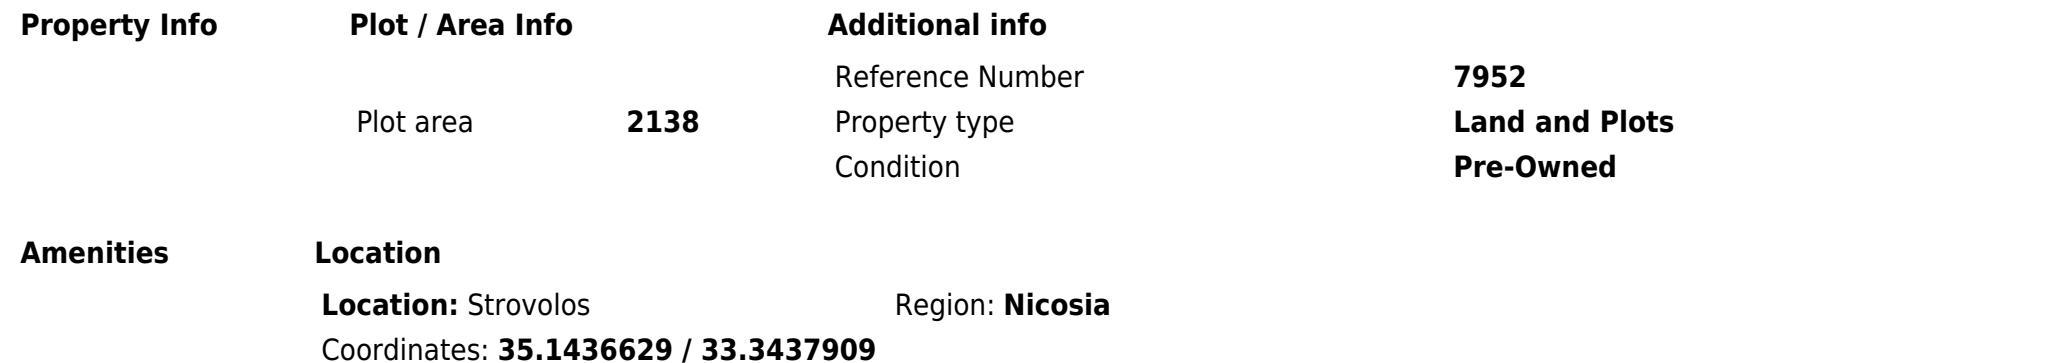 Property Info Plot / Area Info Additional info
Reference Number 7952
Plot area 2138 Property type Land and Plots
Condition Pre-Owned
Amenities Location
Location: Strovolos Region: Nicosia
Coordinates: 35.1436629 / 33.3437909